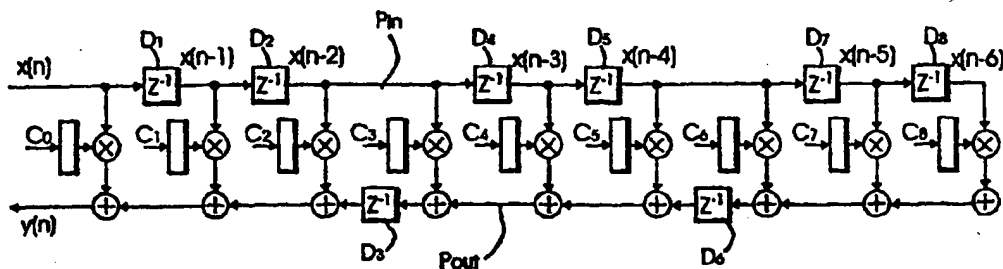 D1 D2 Pin D4 D5 D7 D8
x(n) x(n-1) x(n-2) x(n-3) x(n-4) x(n-5) x(n-6)
Z-1 Z-1 Z-1 Z-1 Z-1 Z-1
C0 C1 C2 C3 C4 C5 C6 C7 C8
Z-1 Z-1
y(n) D3 Pout D6